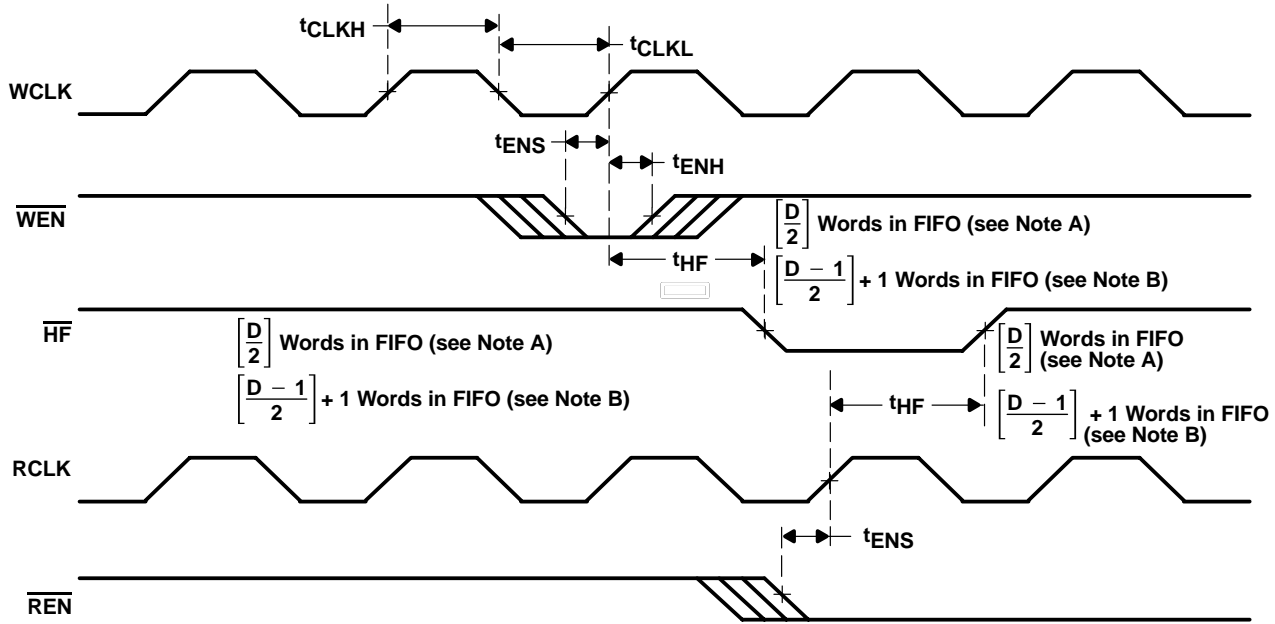 tCLKH
tCLKL
WCLK
tENS
tENH
WEN
[D/2] Words in FIFO (see Note A)
tHF
[D − 1/2] + 1 Words in FIFO (see Note B)
HF
[D/2] Words in FIFO (see Note A)
[D/2] Words in FIFO
(see Note A)
[D − 1/2] + 1 Words in FIFO (see Note B)
tHF
[D − 1/2] + 1 Words in FIFO
(see Note B)
RCLK
tENS
REN